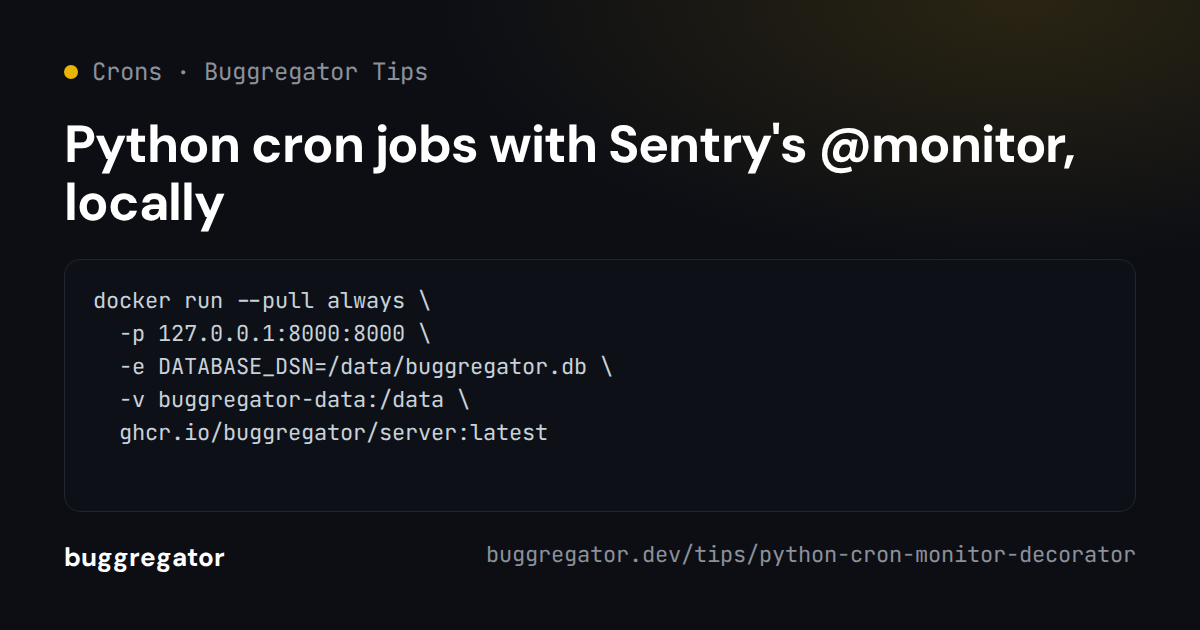 Crons · Buggregator Tips
Python cron jobs with Sentry's @monitor,
locally
docker run --pull always \
  -p 127.0.0.1:8000:8000 \
  -e DATABASE_DSN=/data/buggregator.db \
  -v buggregator-data:/data \
  ghcr.io/buggregator/server:latest
buggregator
buggregator.dev/tips/python-cron-monitor-decorator